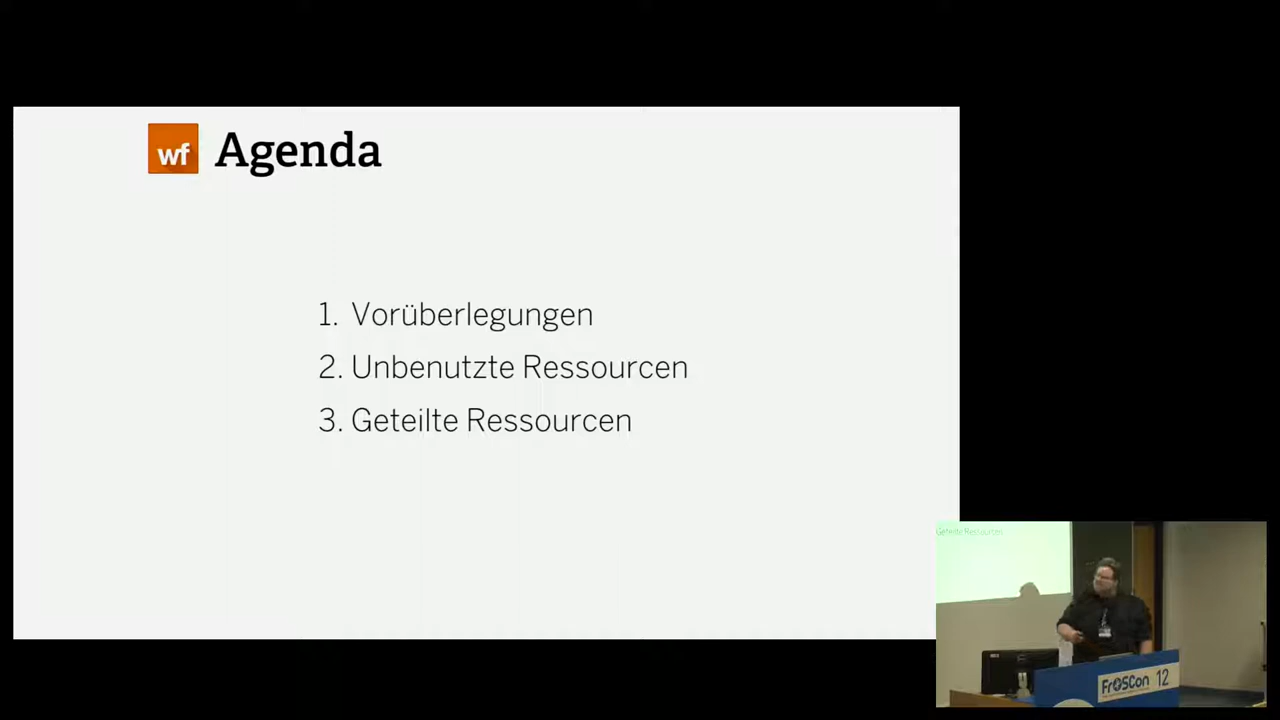 wf Agenda
1. Vorüberlegungen
2. Unbenutzte Ressourcen
3. Geteilte Ressourcen
Geteilte Ressourcen
FrOSCon 12